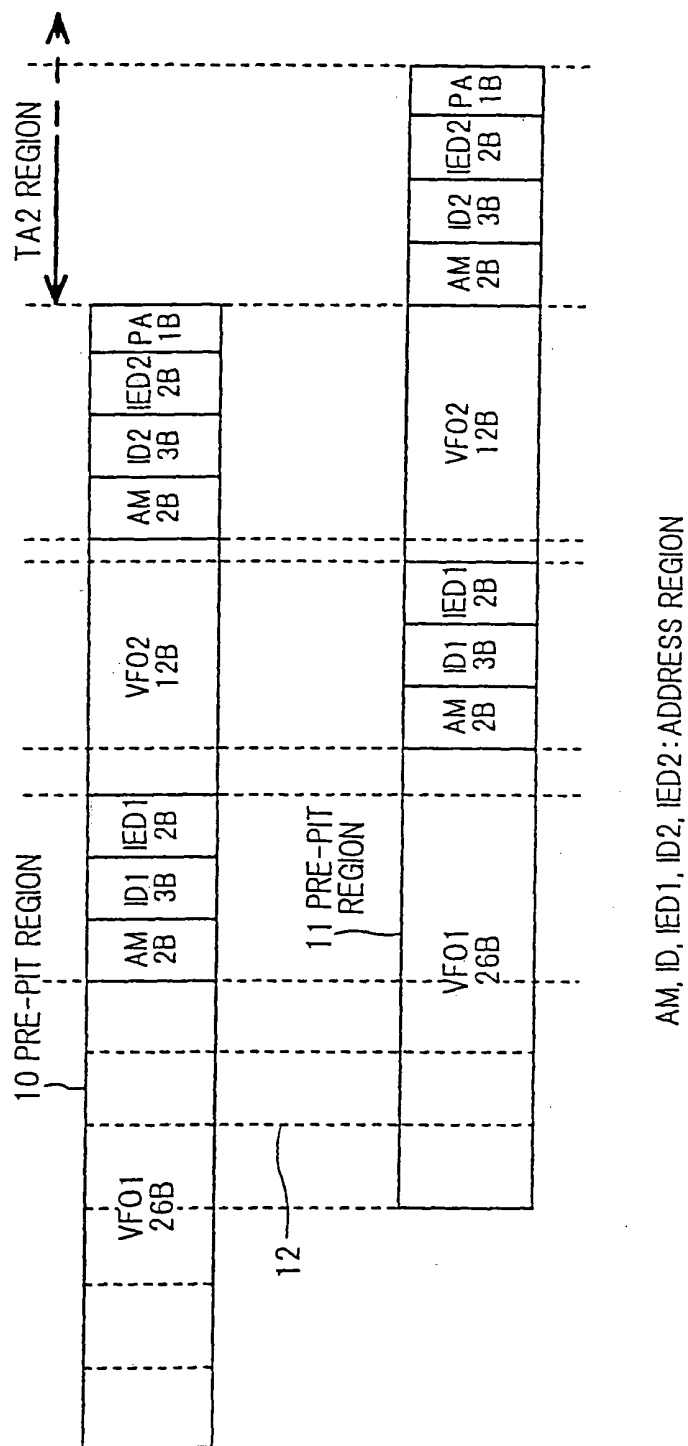 TA2 REGION
10 PRE-PIT REGION
VFO1
26B
AM
2B
ID1
3B
IED1
2B
VFO2
12B
AM
2B
ID2
3B
IED2
2B
PA
1B
12
11 PRE-PIT
REGION
VFO1
26B
AM
2B
ID1
3B
IED1
2B
VFO2
12B
AM
2B
ID2
3B
IED2
2B
PA
1B
AM, ID, IED1, ID2, IED2: ADDRESS REGION